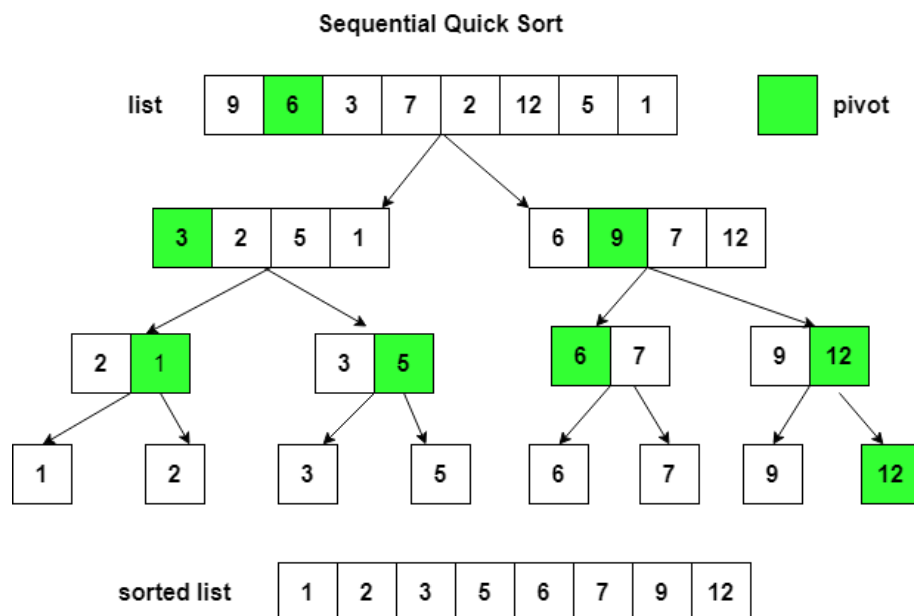 Sequential Quick Sort
list 9 6 3 7 2 12 5 1 pivot
3 2 5 1 6 9 7 12
2 1 3 5 6 7 9 12
1 2 3 5 6 7 9 12
sorted list 1 2 3 5 6 7 9 12